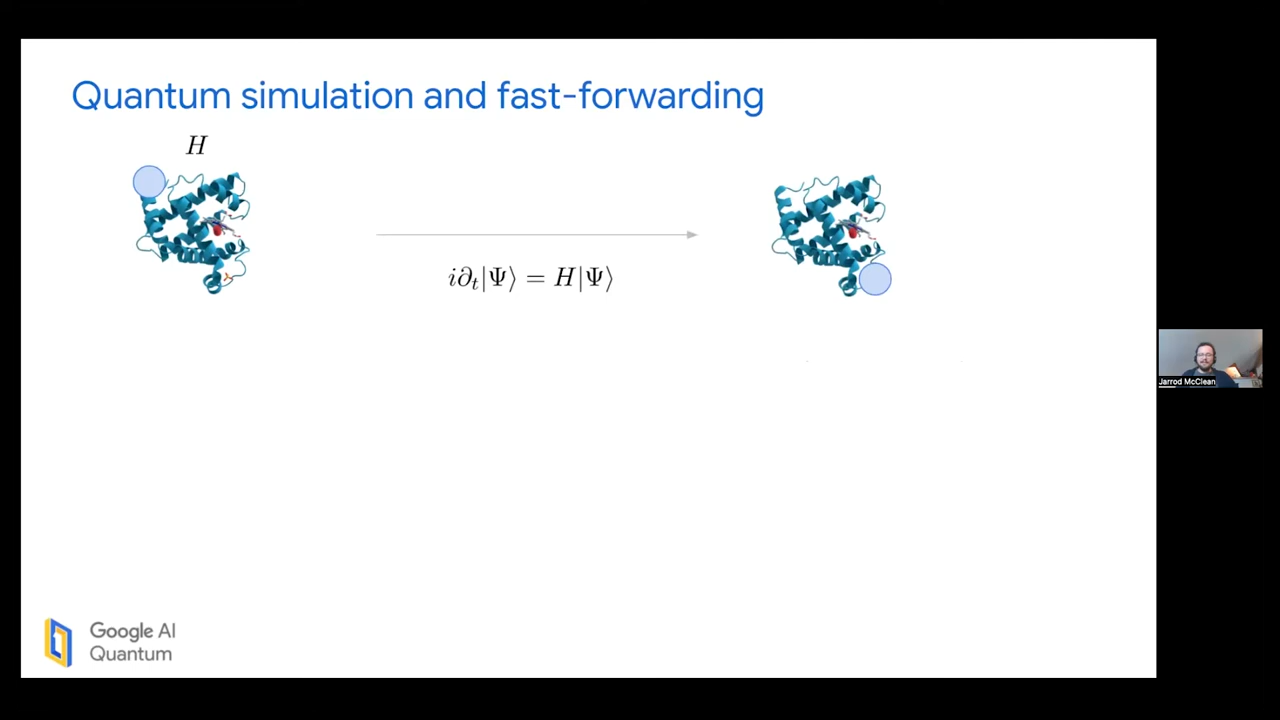 Quantum simulation and fast-forwarding
H
i∂ₜ|Ψ⟩ = H|Ψ⟩
Jarrod McClean
Google AI
Quantum